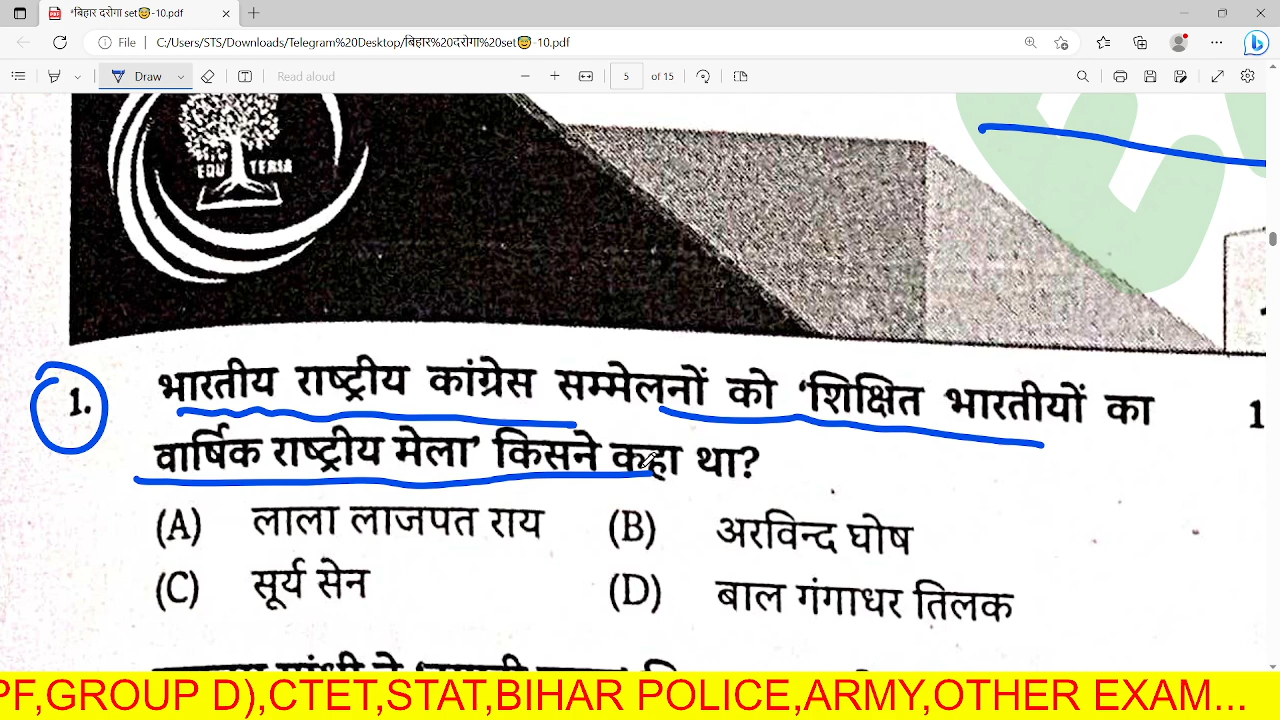 *बिहार दरोगा set😇-10.pdf
File C:/Users/STS/Downloads/Telegram%20Desktop/बिहार%20दरोगा%20set😇-10.pdf
Draw Read aloud 5 of 15
EDU TERIA
1. भारतीय राष्ट्रीय कांग्रेस सम्मेलनों को 'शिक्षित भारतीयों का
वार्षिक राष्ट्रीय मेला' किसने कहा था?
(A) लाला लाजपत राय (B) अरविन्द घोष
(C) सूर्य सेन (D) बाल गंगाधर तिलक
PF,GROUP D),CTET,STAT,BIHAR POLICE,ARMY,OTHER EXAM...